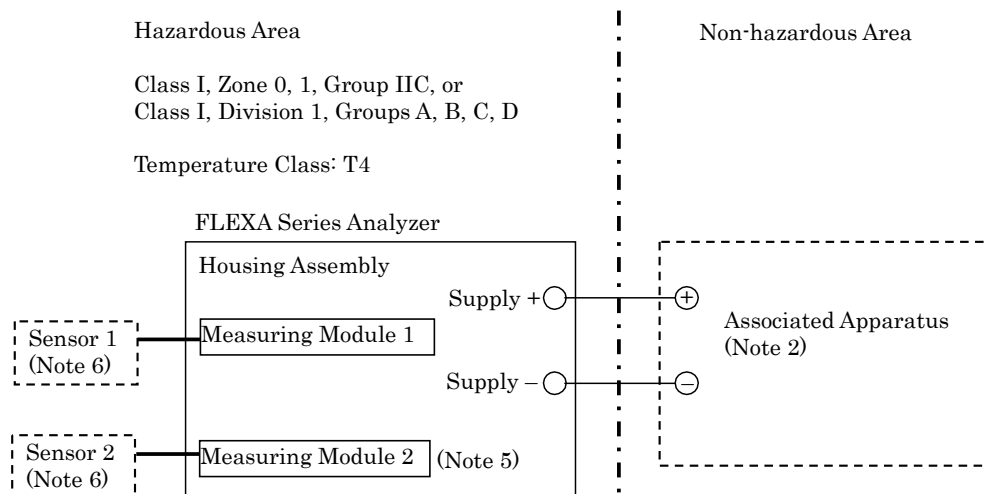 Hazardous Area
Non-hazardous Area
Class I, Zone 0, 1, Group IIC, or
Class I, Division 1, Groups A, B, C, D
Temperature Class: T4
FLEXA Series Analyzer
Housing Assembly
Supply +
+
Sensor 1
(Note 6)
Measuring Module 1
Associated Apparatus
(Note 2)
Supply –
–
Sensor 2
(Note 6)
Measuring Module 2
(Note 5)